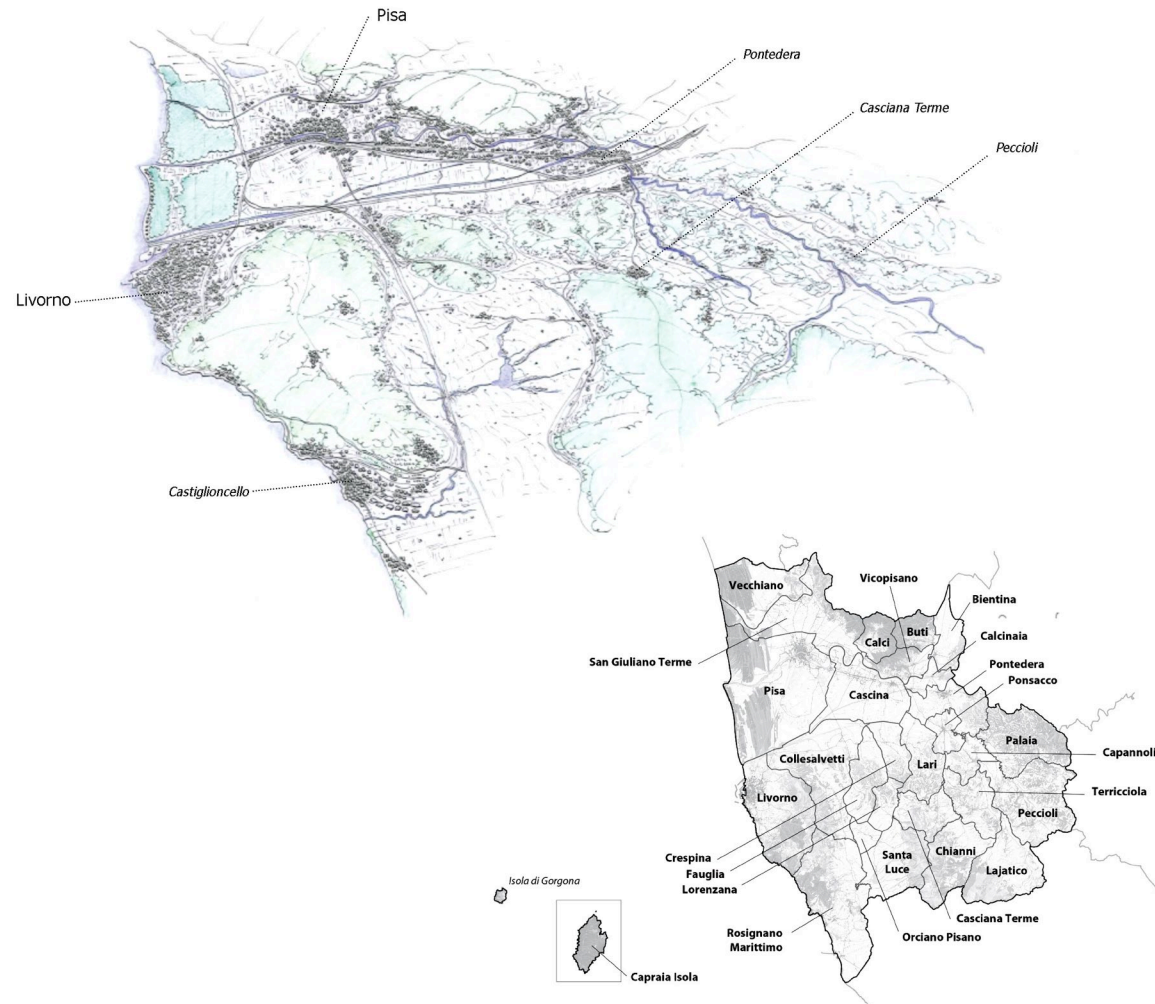 Pisa
Pontedera
Casciana Terme
Peccioli
Livorno
Castiglioncello
Vecchiano
Vicopisano
Bientina
Buti
Calci
Calcinaia
San Giuliano Terme
Pontedera
Ponsacco
Pisa
Cascina
Palaia
Capannoli
Collesalvetti
Lari
Livorno
Terricciola
Peccioli
Crespina
Fauglia
Lorenzana
Santa
Luce
Chianni
Lajatico
Isola di Gorgona
Casciana Terme
Rosignano
Marittimo
Orciano Pisano
Capraia Isola